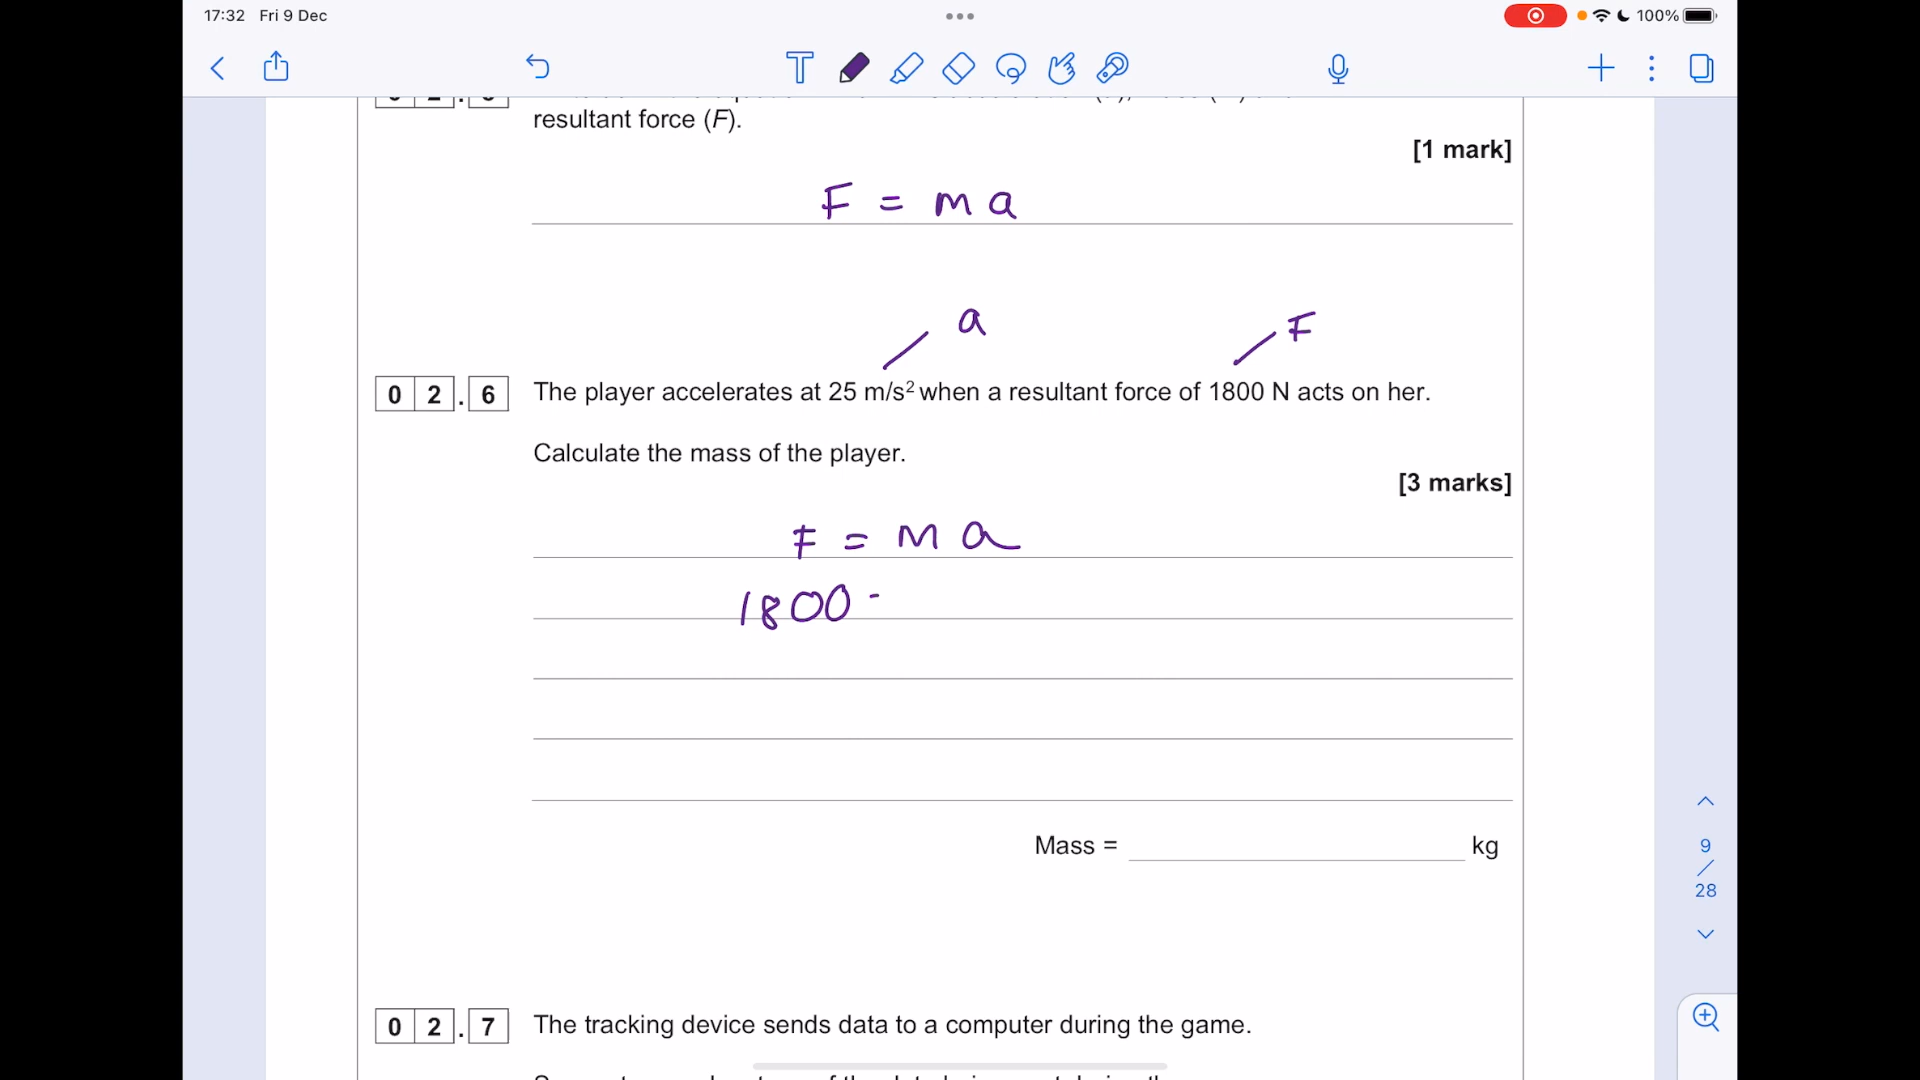 17:32 Fri 9 Dec
100%
resultant force (F).
[1 mark]
F = m a
a
F
0 2 . 6 The player accelerates at 25 m/s² when a resultant force of 1800 N acts on her.
Calculate the mass of the player.
[3 marks]
F = m a
1800 -
Mass = kg
9
/
28
0 2 . 7 The tracking device sends data to a computer during the game.